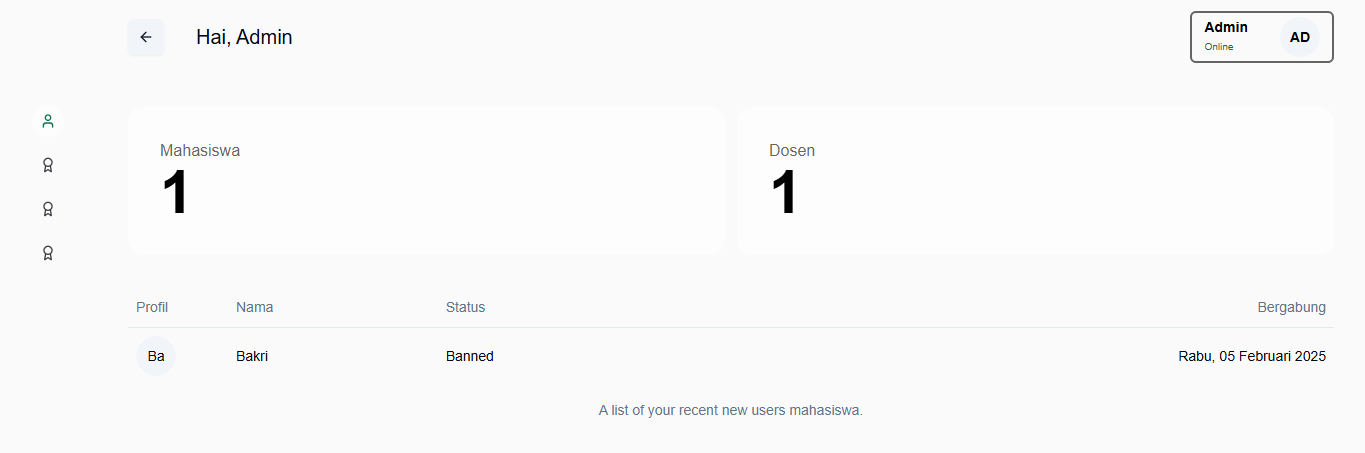 Hai, Admin
Admin
Online
AD
Mahasiswa
1
Dosen
1
Profil Nama Status Bergabung
Ba Bakri Banned Rabu, 05 Februari 2025
A list of your recent new users mahasiswa.